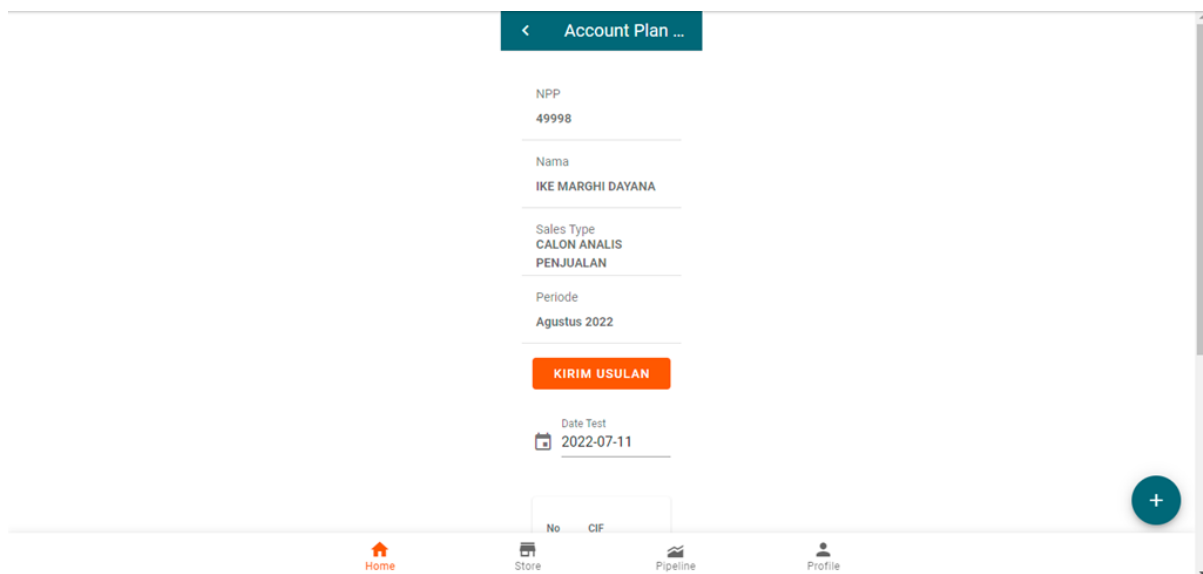 Account Plan ...
NPP
49998
Nama
IKE MARGHI DAYANA
Sales Type
CALON ANALIS
PENJUALAN
Periode
Agustus 2022
KIRIM USULAN
Date Test
2022-07-11
No CIF
Home Store Pipeline Profile